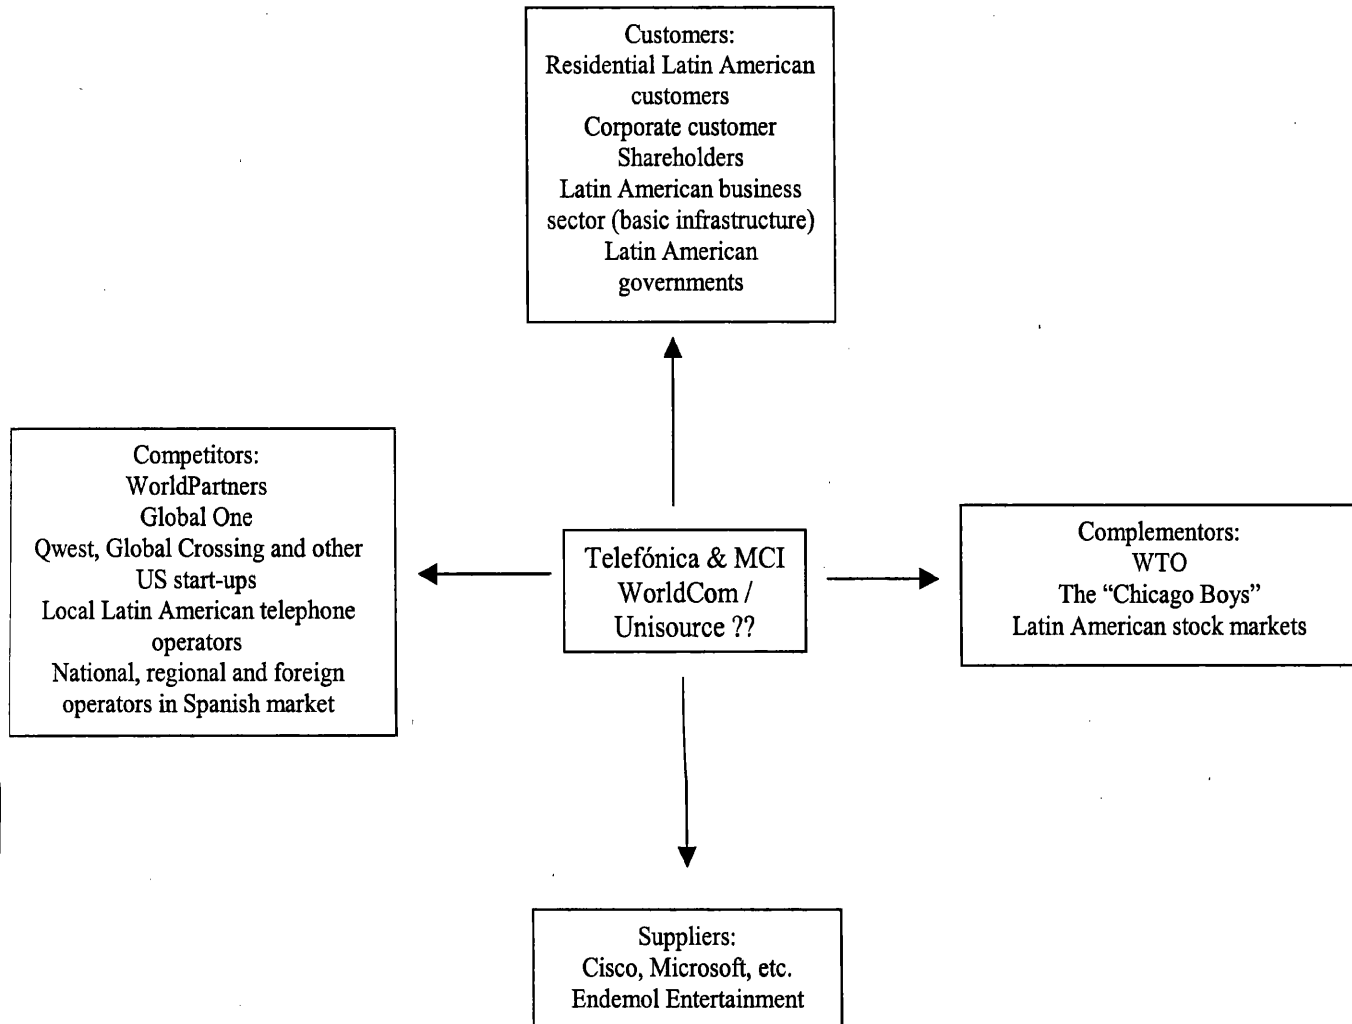 Customers:
Residential Latin American
customers
Corporate customer
Shareholders
Latin American business
sector (basic infrastructure)
Latin American
governments
Competitors:
WorldPartners
Global One
Qwest, Global Crossing and other
US start-ups
Local Latin American telephone
operators
National, regional and foreign
operators in Spanish market
Telefónica & MCI
WorldCom /
Unisource ??
Complementors:
WTO
The “Chicago Boys”
Latin American stock markets
Suppliers:
Cisco, Microsoft, etc.
Endemol Entertainment